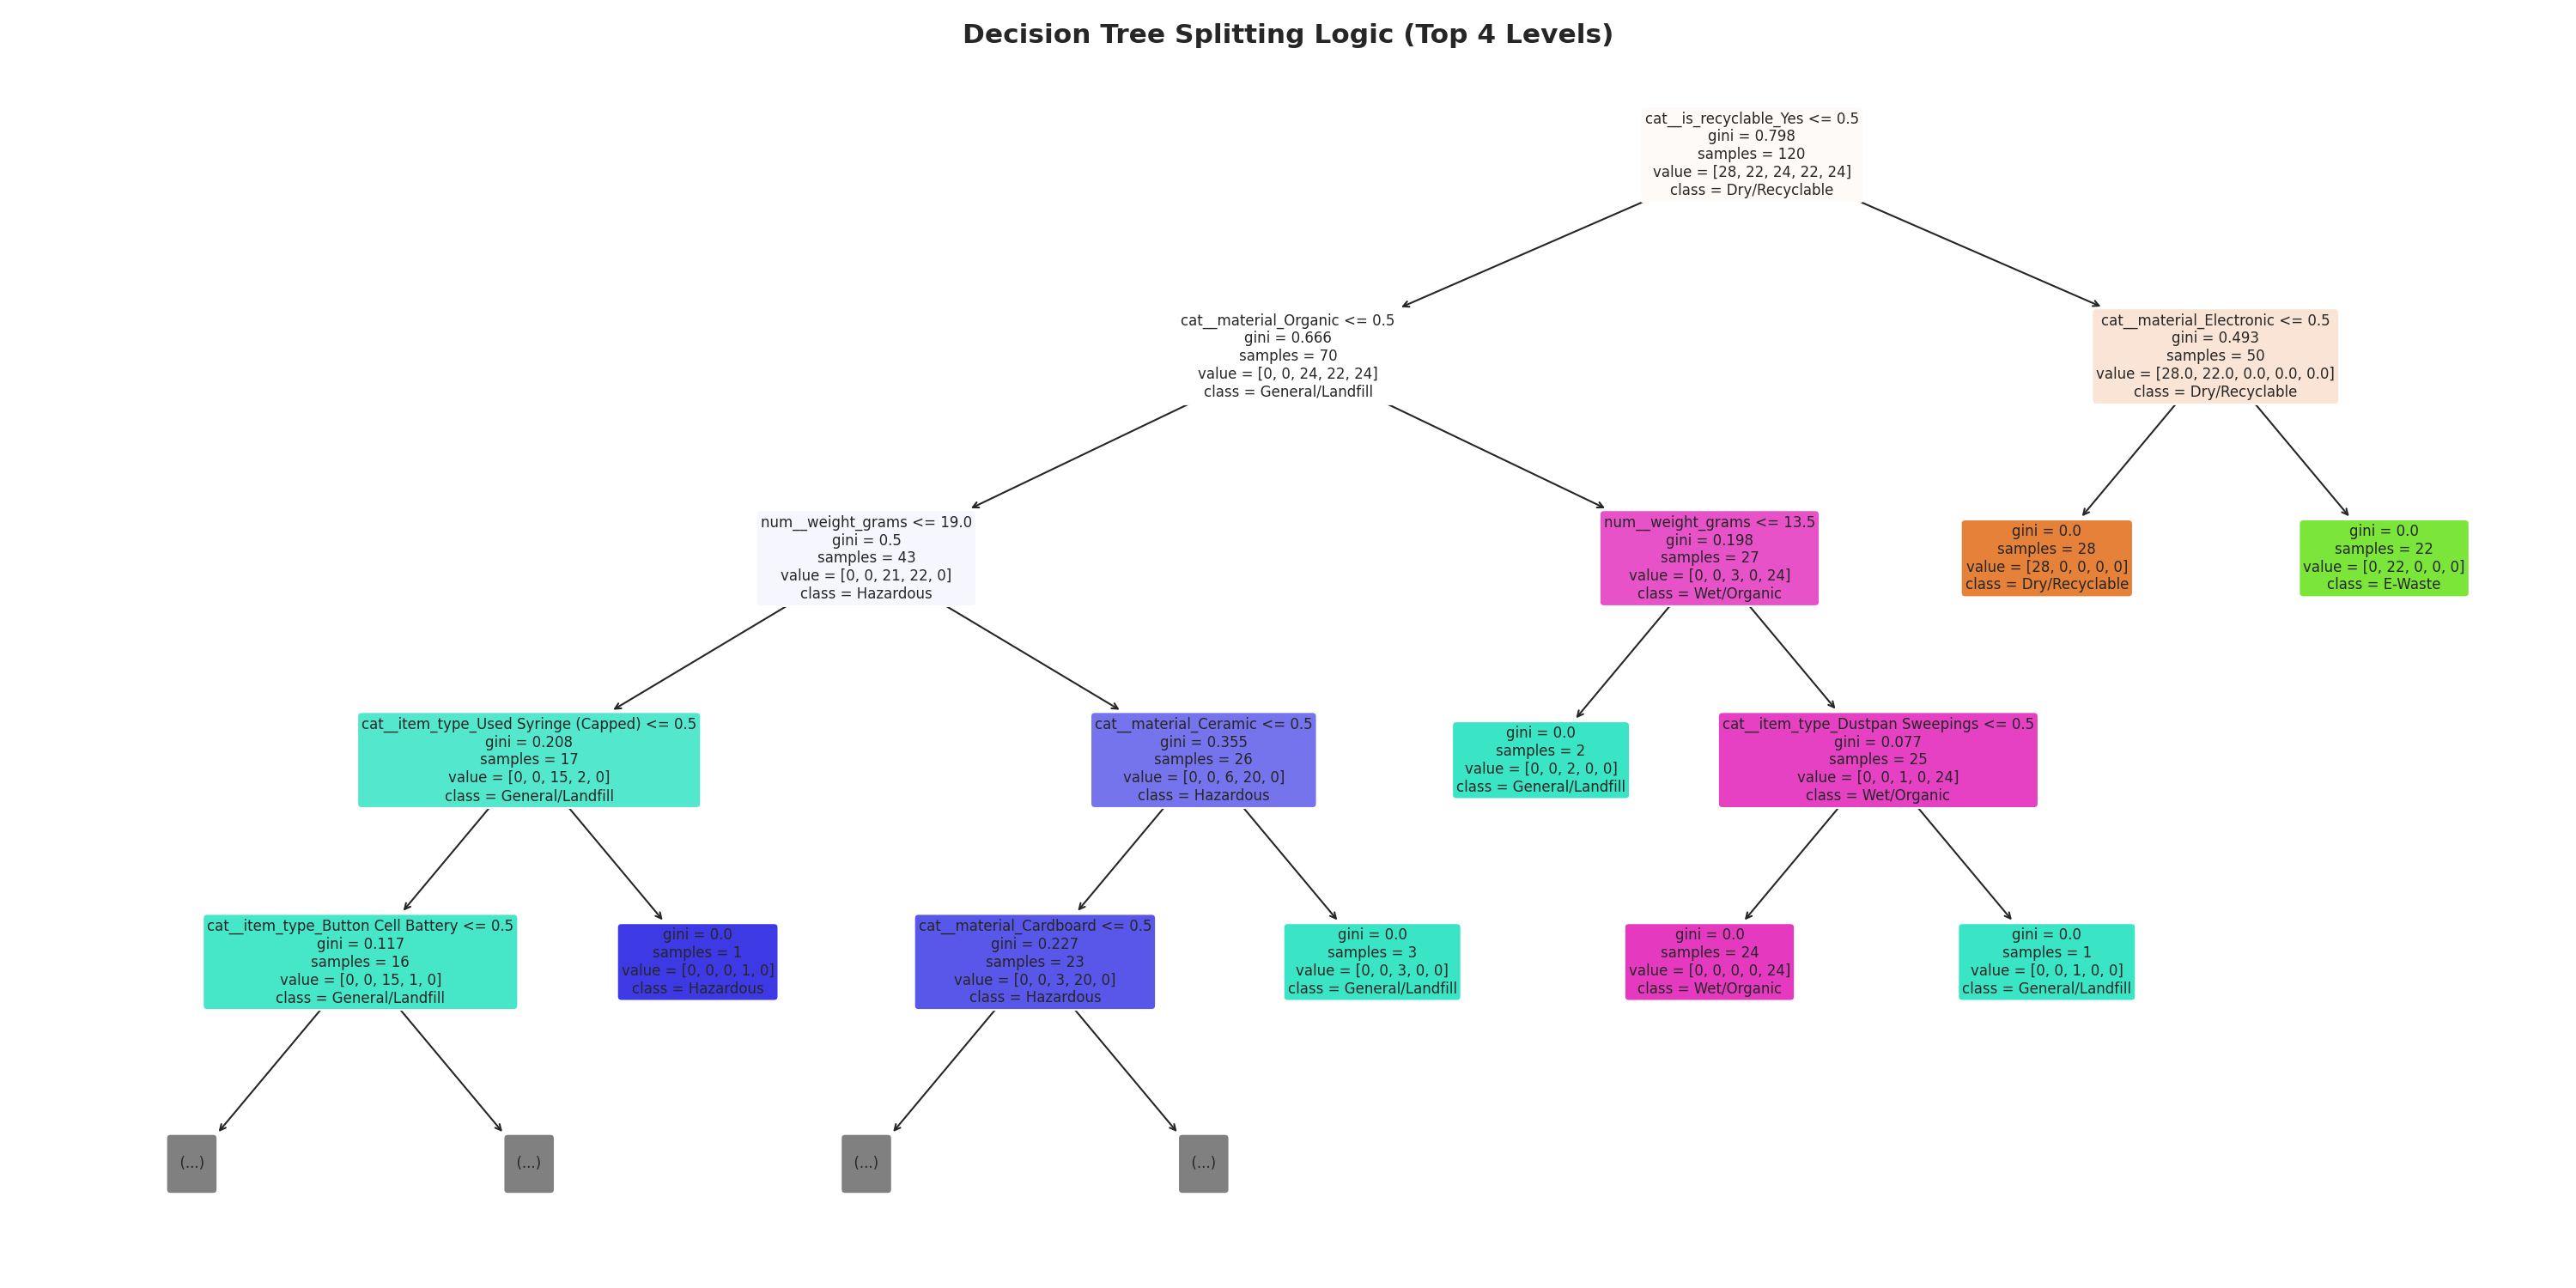 Decision Tree Splitting Logic (Top 4 Levels)
cat__is_recyclable_Yes <= 0.5
gini = 0.798
samples = 120
value = [28, 22, 24, 22, 24]
class = Dry/Recyclable
cat__material_Organic <= 0.5
gini = 0.666
samples = 70
value = [0, 0, 24, 22, 24]
class = General/Landfill
cat__material_Electronic <= 0.5
gini = 0.493
samples = 50
value = [28.0, 22.0, 0.0, 0.0, 0.0]
class = Dry/Recyclable
num__weight_grams <= 19.0
gini = 0.5
samples = 43
value = [0, 0, 21, 22, 0]
class = Hazardous
num__weight_grams <= 13.5
gini = 0.198
samples = 27
value = [0, 0, 3, 0, 24]
class = Wet/Organic
gini = 0.0
samples = 28
value = [28, 0, 0, 0, 0]
class = Dry/Recyclable
gini = 0.0
samples = 22
value = [0, 22, 0, 0, 0]
class = E-Waste
cat__item_type_Used Syringe (Capped) <= 0.5
gini = 0.208
samples = 17
value = [0, 0, 15, 2, 0]
class = General/Landfill
cat__material_Ceramic <= 0.5
gini = 0.355
samples = 26
value = [0, 0, 6, 20, 0]
class = Hazardous
gini = 0.0
samples = 2
value = [0, 0, 2, 0, 0]
class = General/Landfill
cat__item_type_Dustpan Sweepings <= 0.5
gini = 0.077
samples = 25
value = [0, 0, 1, 0, 24]
class = Wet/Organic
cat__item_type_Button Cell Battery <= 0.5
gini = 0.117
samples = 16
value = [0, 0, 15, 1, 0]
class = General/Landfill
gini = 0.0
samples = 1
value = [0, 0, 0, 1, 0]
class = Hazardous
cat__material_Cardboard <= 0.5
gini = 0.227
samples = 23
value = [0, 0, 3, 20, 0]
class = Hazardous
gini = 0.0
samples = 3
value = [0, 0, 3, 0, 0]
class = General/Landfill
gini = 0.0
samples = 24
value = [0, 0, 0, 0, 24]
class = Wet/Organic
gini = 0.0
samples = 1
value = [0, 0, 1, 0, 0]
class = General/Landfill
(...)
(...)
(...)
(...)